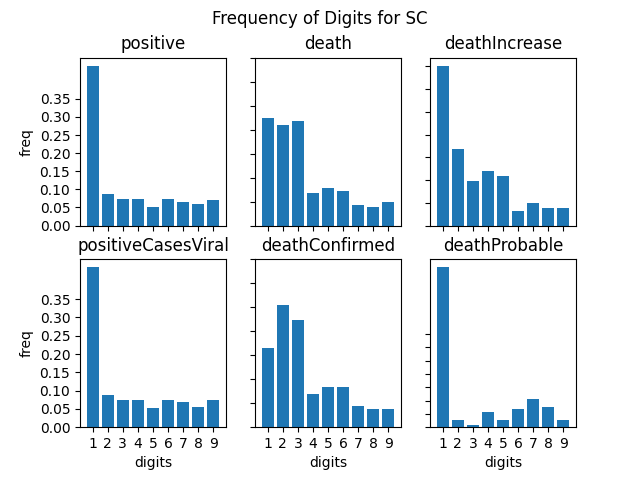 Frequency of Digits for SC
positive death deathIncrease
0.35
0.30
0.25
0.20
0.15
0.10
0.05
0.00
freq
positiveCasesViral deathConfirmed deathProbable
0.35
0.30
0.25
0.20
0.15
0.10
0.05
0.00
freq
1 2 3 4 5 6 7 8 9 1 2 3 4 5 6 7 8 9 1 2 3 4 5 6 7 8 9
digits digits digits